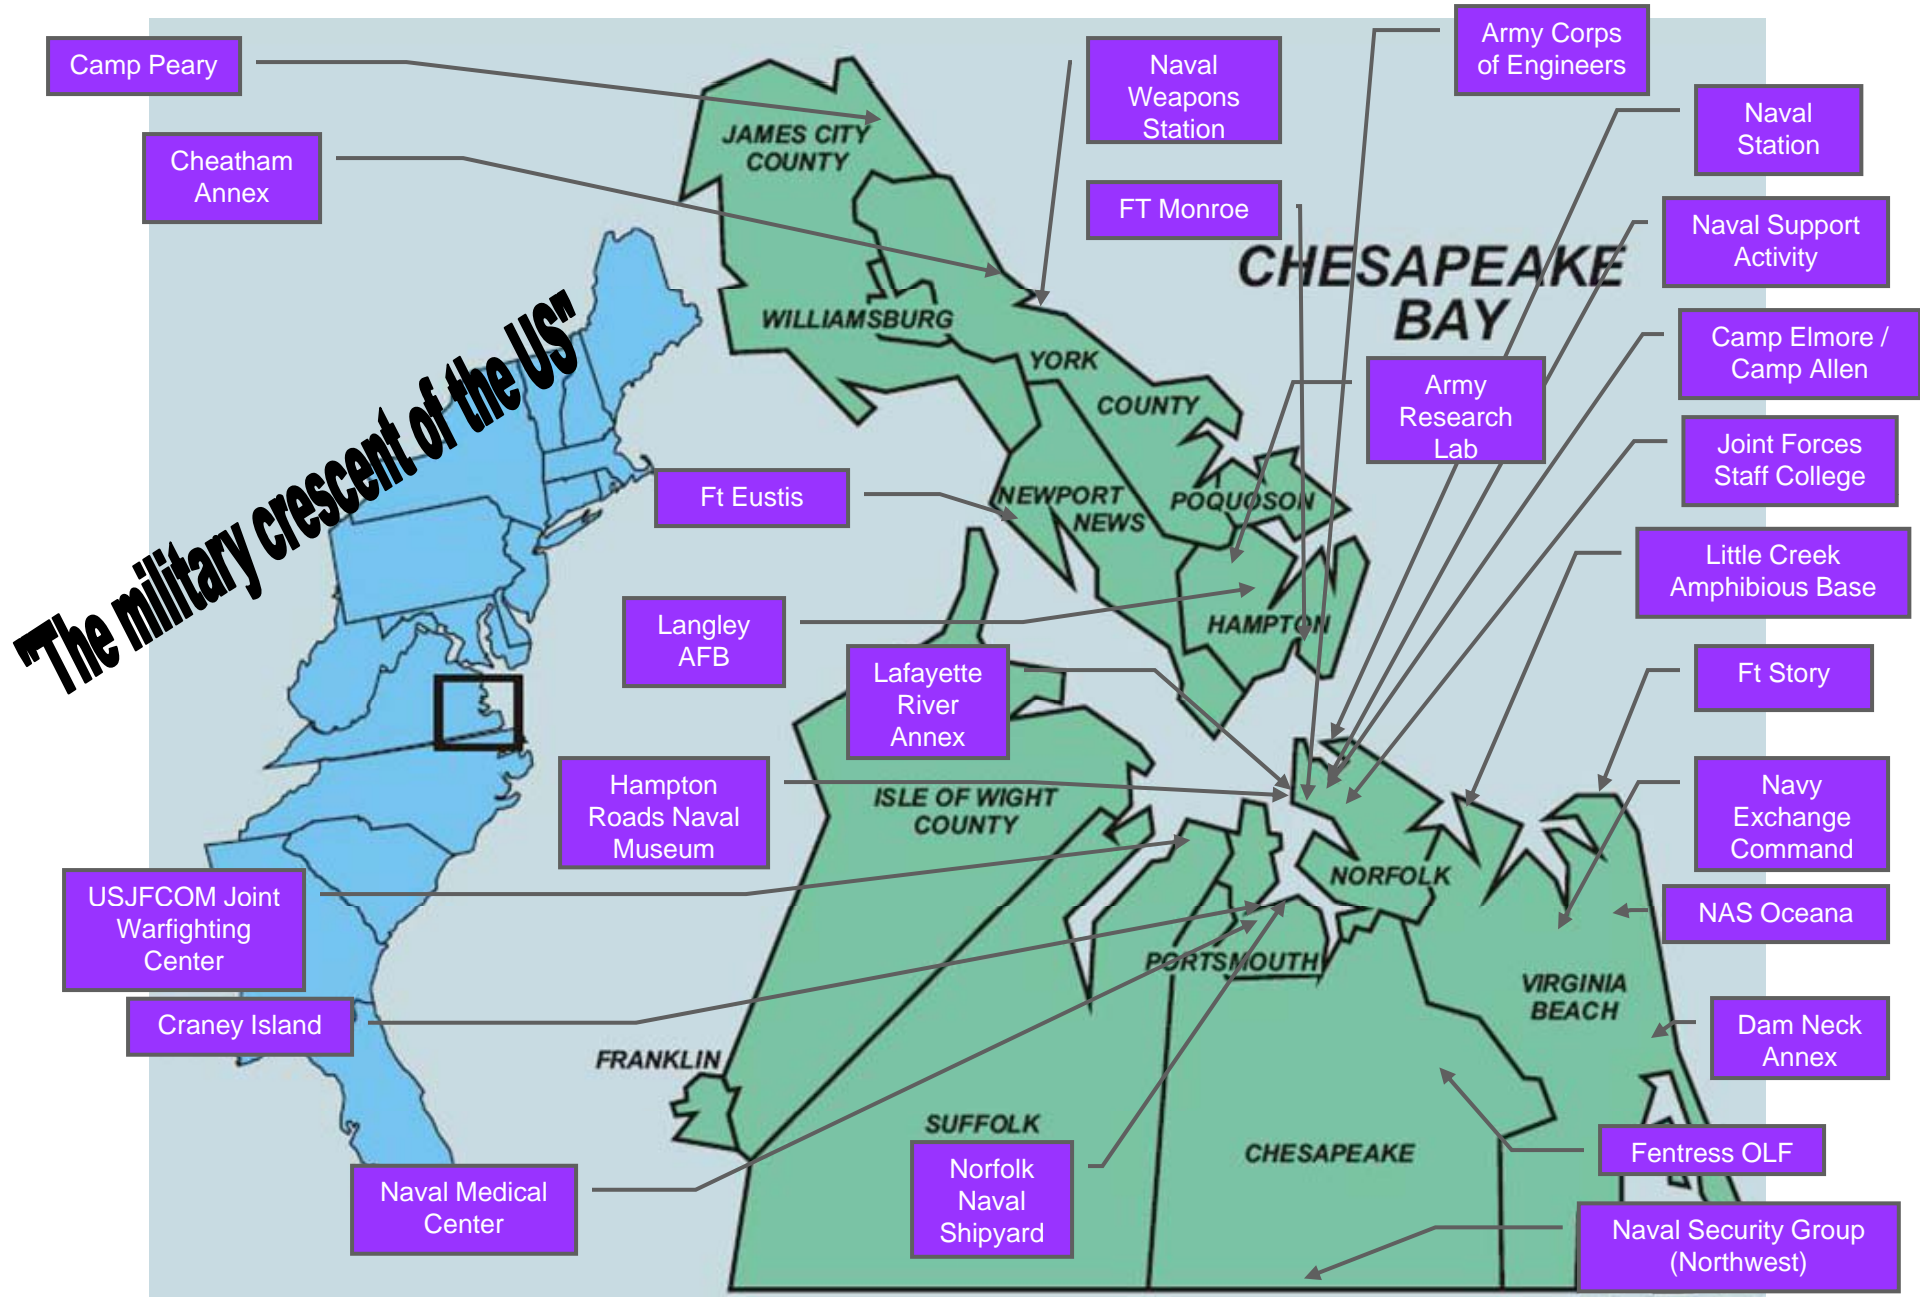 Camp Peary
Cheatham
Annex
Naval
Weapons
Station
FT Monroe
Army Corps
of Engineers
Naval
Station
Naval Support
Activity
Camp Elmore /
Camp Allen
Joint Forces
Staff College
Little Creek
Amphibious Base
Ft Story
Navy
Exchange
Command
NAS Oceana
Dam Neck
Annex
Fentress OLF
Naval Security Group
(Northwest)
Army
Research
Lab
Ft Eustis
Langley
AFB
Lafayette
River
Annex
Hampton
Roads Naval
Museum
USJFCOM Joint
Warfighting
Center
Craney Island
Naval Medical
Center
Norfolk
Naval
Shipyard
"The military crescent of the US"
CHESAPEAKE
BAY
JAMES CITY
COUNTY
WILLIAMSBURG
YORK
COUNTY
NEWPORT
NEWS
POQUOSON
HAMPTON
ISLE OF WIGHT
COUNTY
NORFOLK
PORTSMOUTH
VIRGINIA
BEACH
FRANKLIN
SUFFOLK
CHESAPEAKE